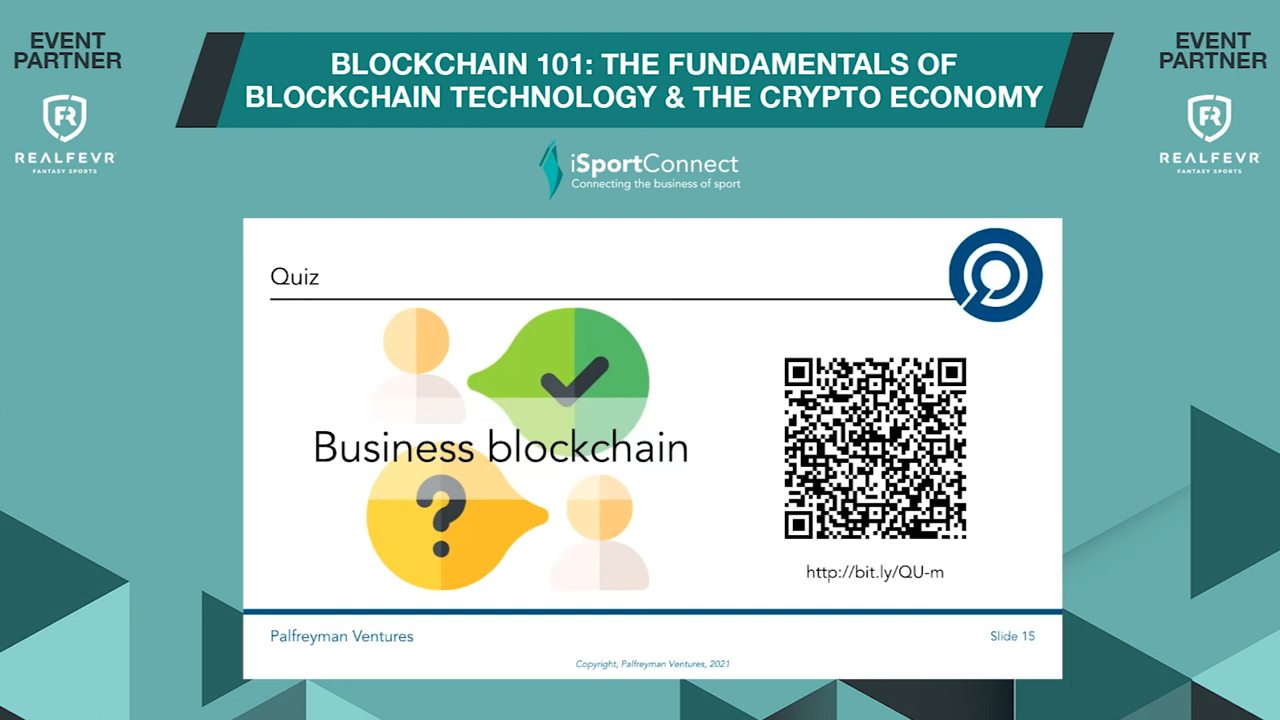 EVENT
PARTNER
REALFEVR
FANTASY SPORTS
BLOCKCHAIN 101: THE FUNDAMENTALS OF
BLOCKCHAIN TECHNOLOGY & THE CRYPTO ECONOMY
EVENT
PARTNER
REALFEVR
FANTASY SPORTS
iSportConnect
Connecting the business of sport
Quiz
Business blockchain
?
http://bit.ly/QU-m
Palfreyman Ventures
Slide 15
Copyright, Palfreyman Ventures, 2021